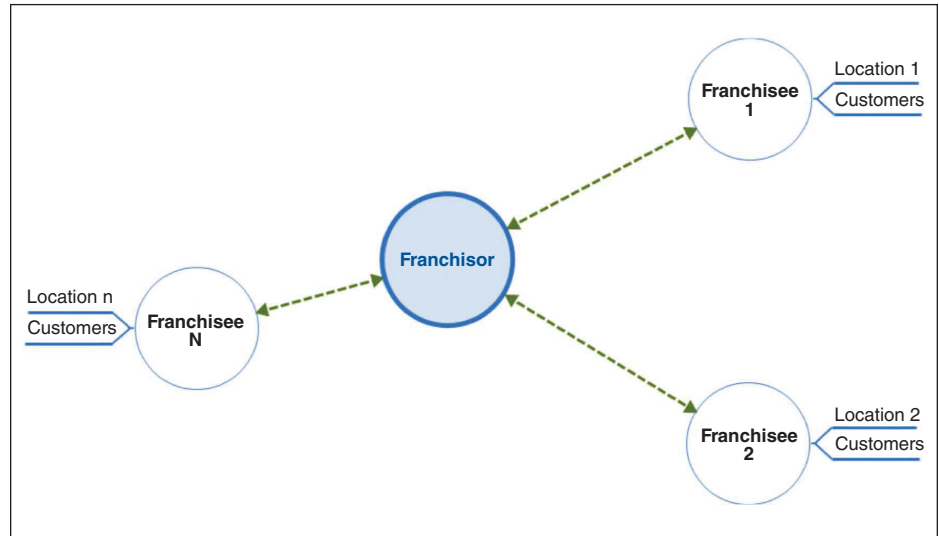 Location 1
Franchisee
1
Customers
Franchisor
Location n
Franchisee
N
Customers
Location 2
Franchisee
2
Customers